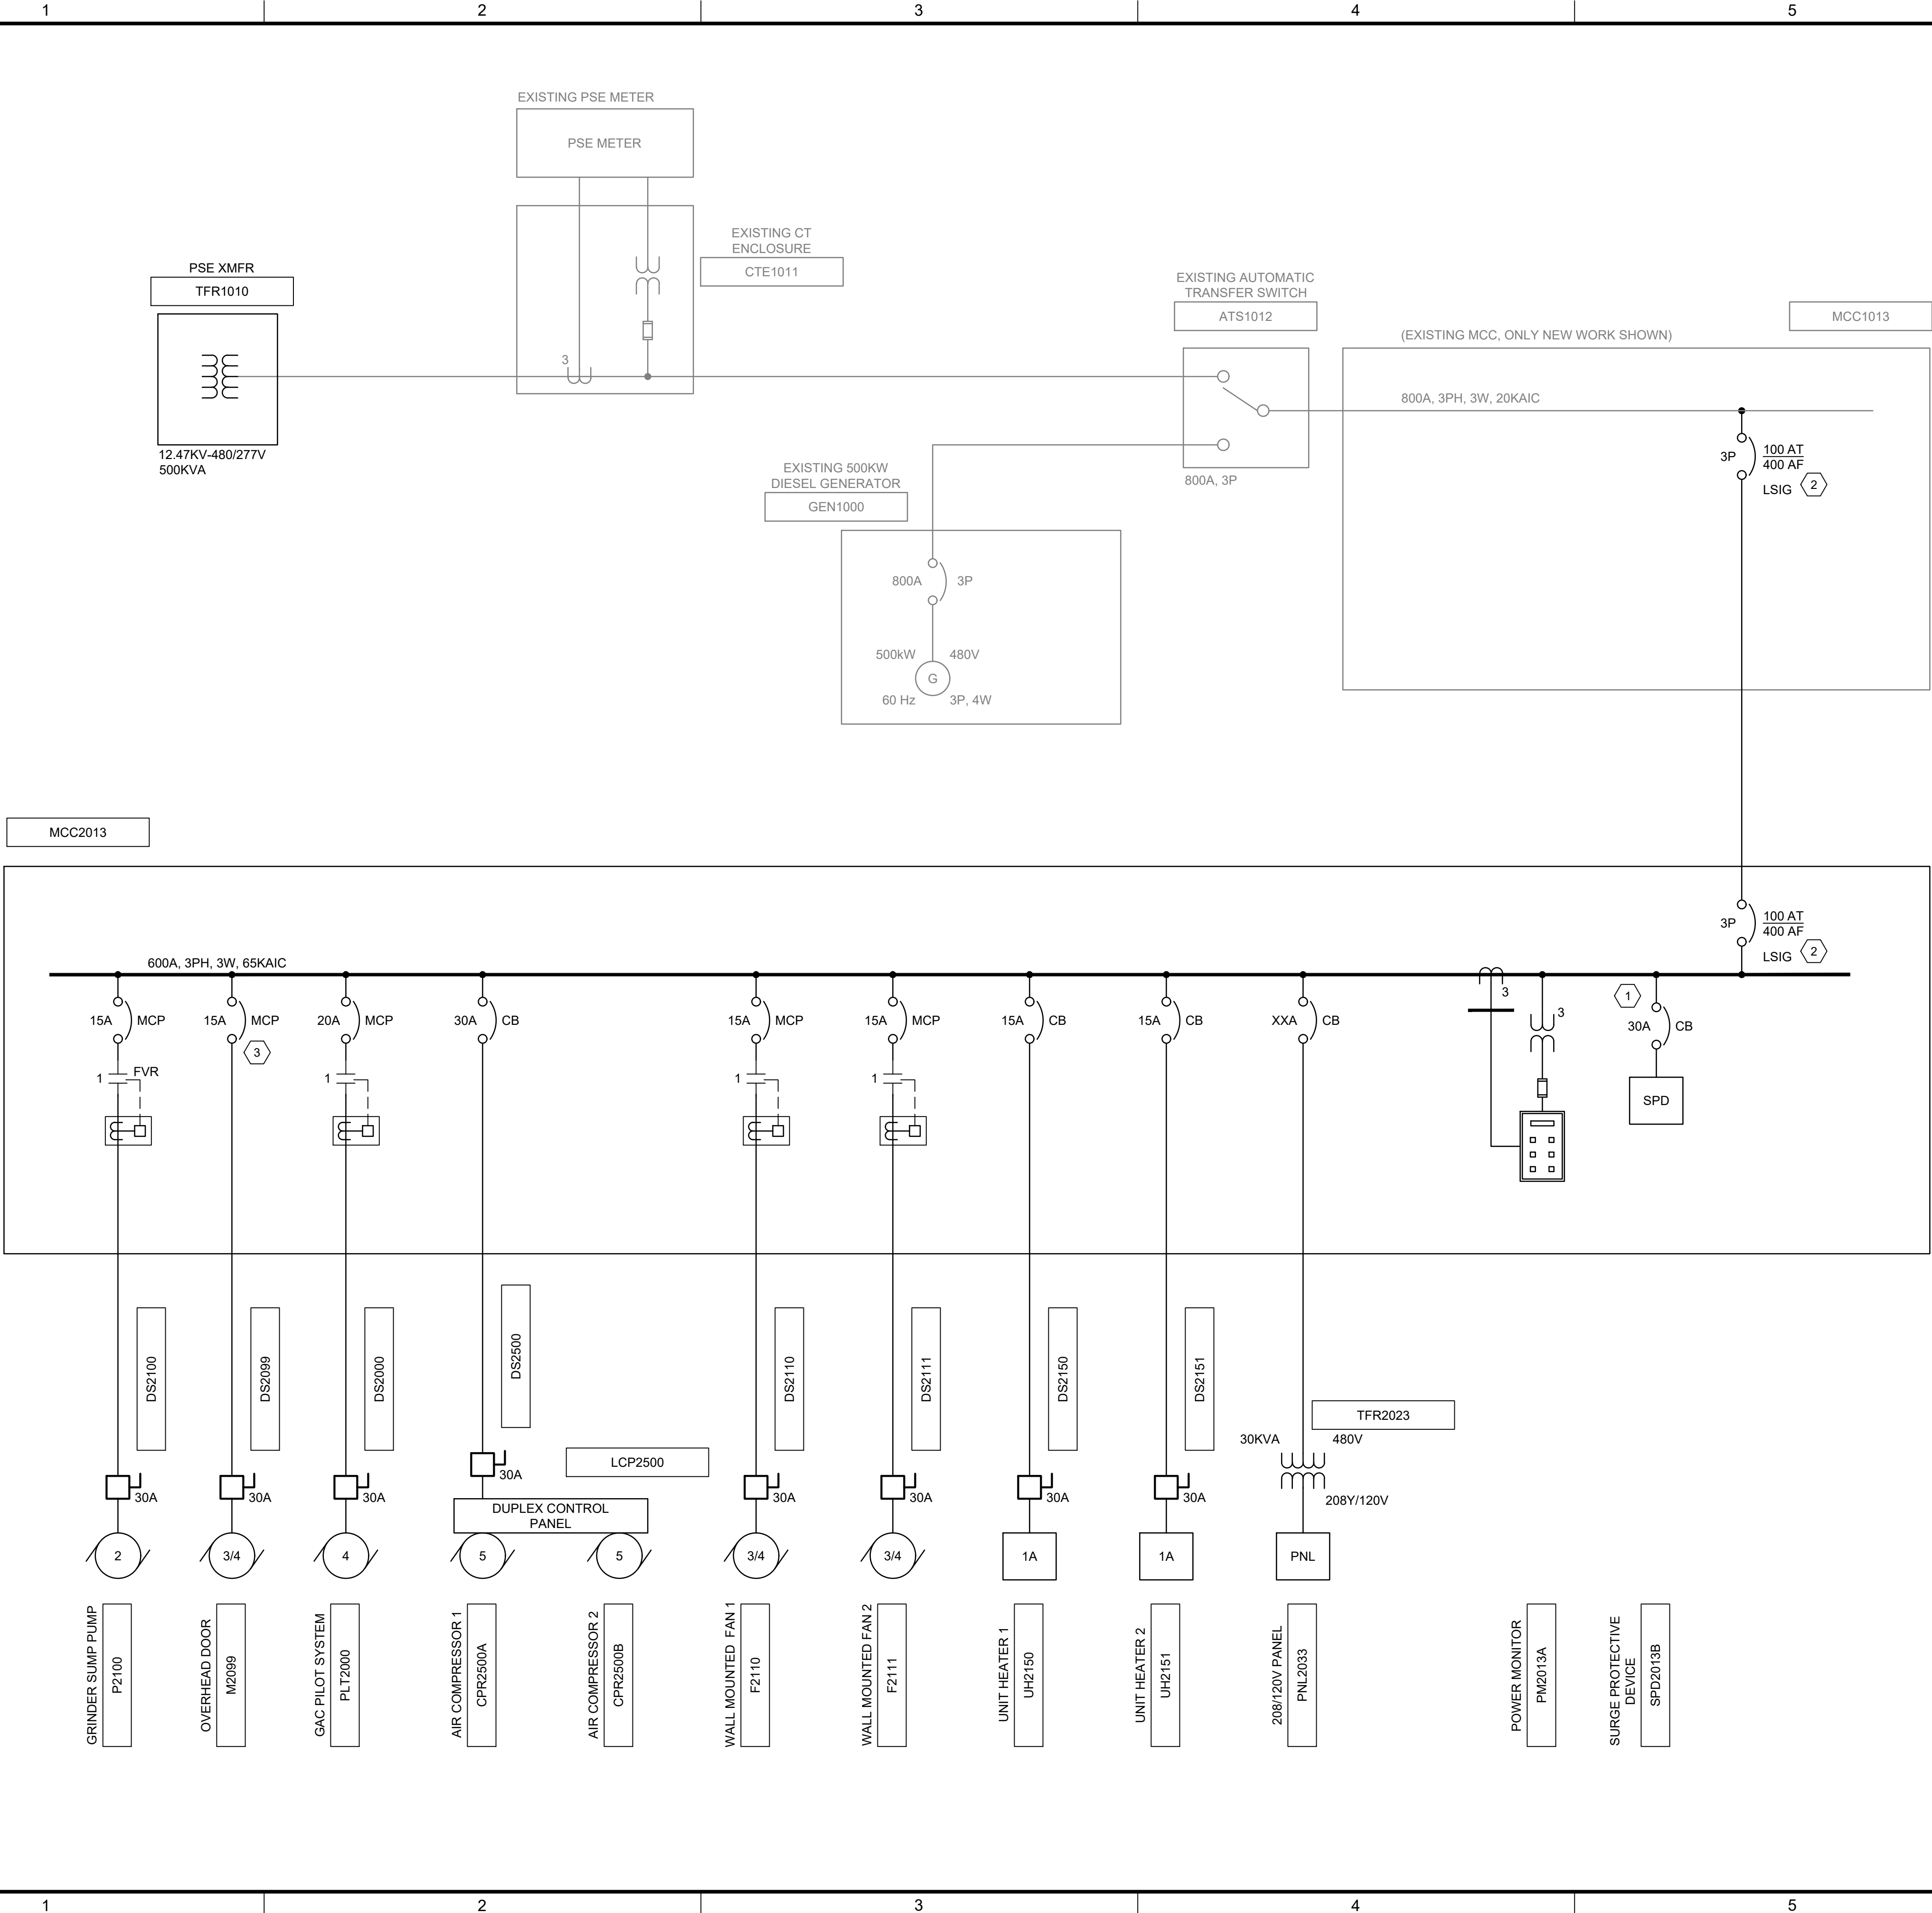 1
2
3
4
5
EXISTING PSE METER
PSE METER
EXISTING CT
ENCLOSURE
CTE1011
PSE XMFR
TFR1010
3
12.47KV-480/277V
500KVA
EXISTING AUTOMATIC
TRANSFER SWITCH
ATS1012
800A, 3P
(EXISTING MCC, ONLY NEW WORK SHOWN)
MCC1013
800A, 3PH, 3W, 20KAIC
3P
100 AT
400 AF
LSIG
2
EXISTING 500KW
DIESEL GENERATOR
GEN1000
800A
3P
500kW
480V
G
60 Hz
3P, 4W
MCC2013
600A, 3PH, 3W, 65KAIC
3P
100 AT
400 AF
LSIG
2
15A
MCP
15A
MCP
20A
MCP
30A
CB
15A
MCP
15A
MCP
15A
CB
15A
CB
XXA
CB
3
3
1
30A
CB
3
1
FVR
1
1
1
SPD
DS2100
DS2099
DS2000
DS2500
DS2110
DS2111
DS2150
DS2151
TFR2023
30KVA
480V
208Y/120V
LCP2500
30A
30A
30A
30A
30A
30A
30A
30A
DUPLEX CONTROL
PANEL
2
3/4
4
5
5
3/4
3/4
1A
1A
PNL
GRINDER SUMP PUMP
P2100
OVERHEAD DOOR
M2099
GAC PILOT SYSTEM
PLT2000
AIR COMPRESSOR 1
CPR2500A
AIR COMPRESSOR 2
CPR2500B
WALL MOUNTED FAN 1
F2110
WALL MOUNTED FAN 2
F2111
UNIT HEATER 1
UH2150
UNIT HEATER 2
UH2151
208/120V PANEL
PNL2033
POWER MONITOR
PM2013A
SURGE PROTECTIVE
DEVICE
SPD2013B
1
2
3
4
5